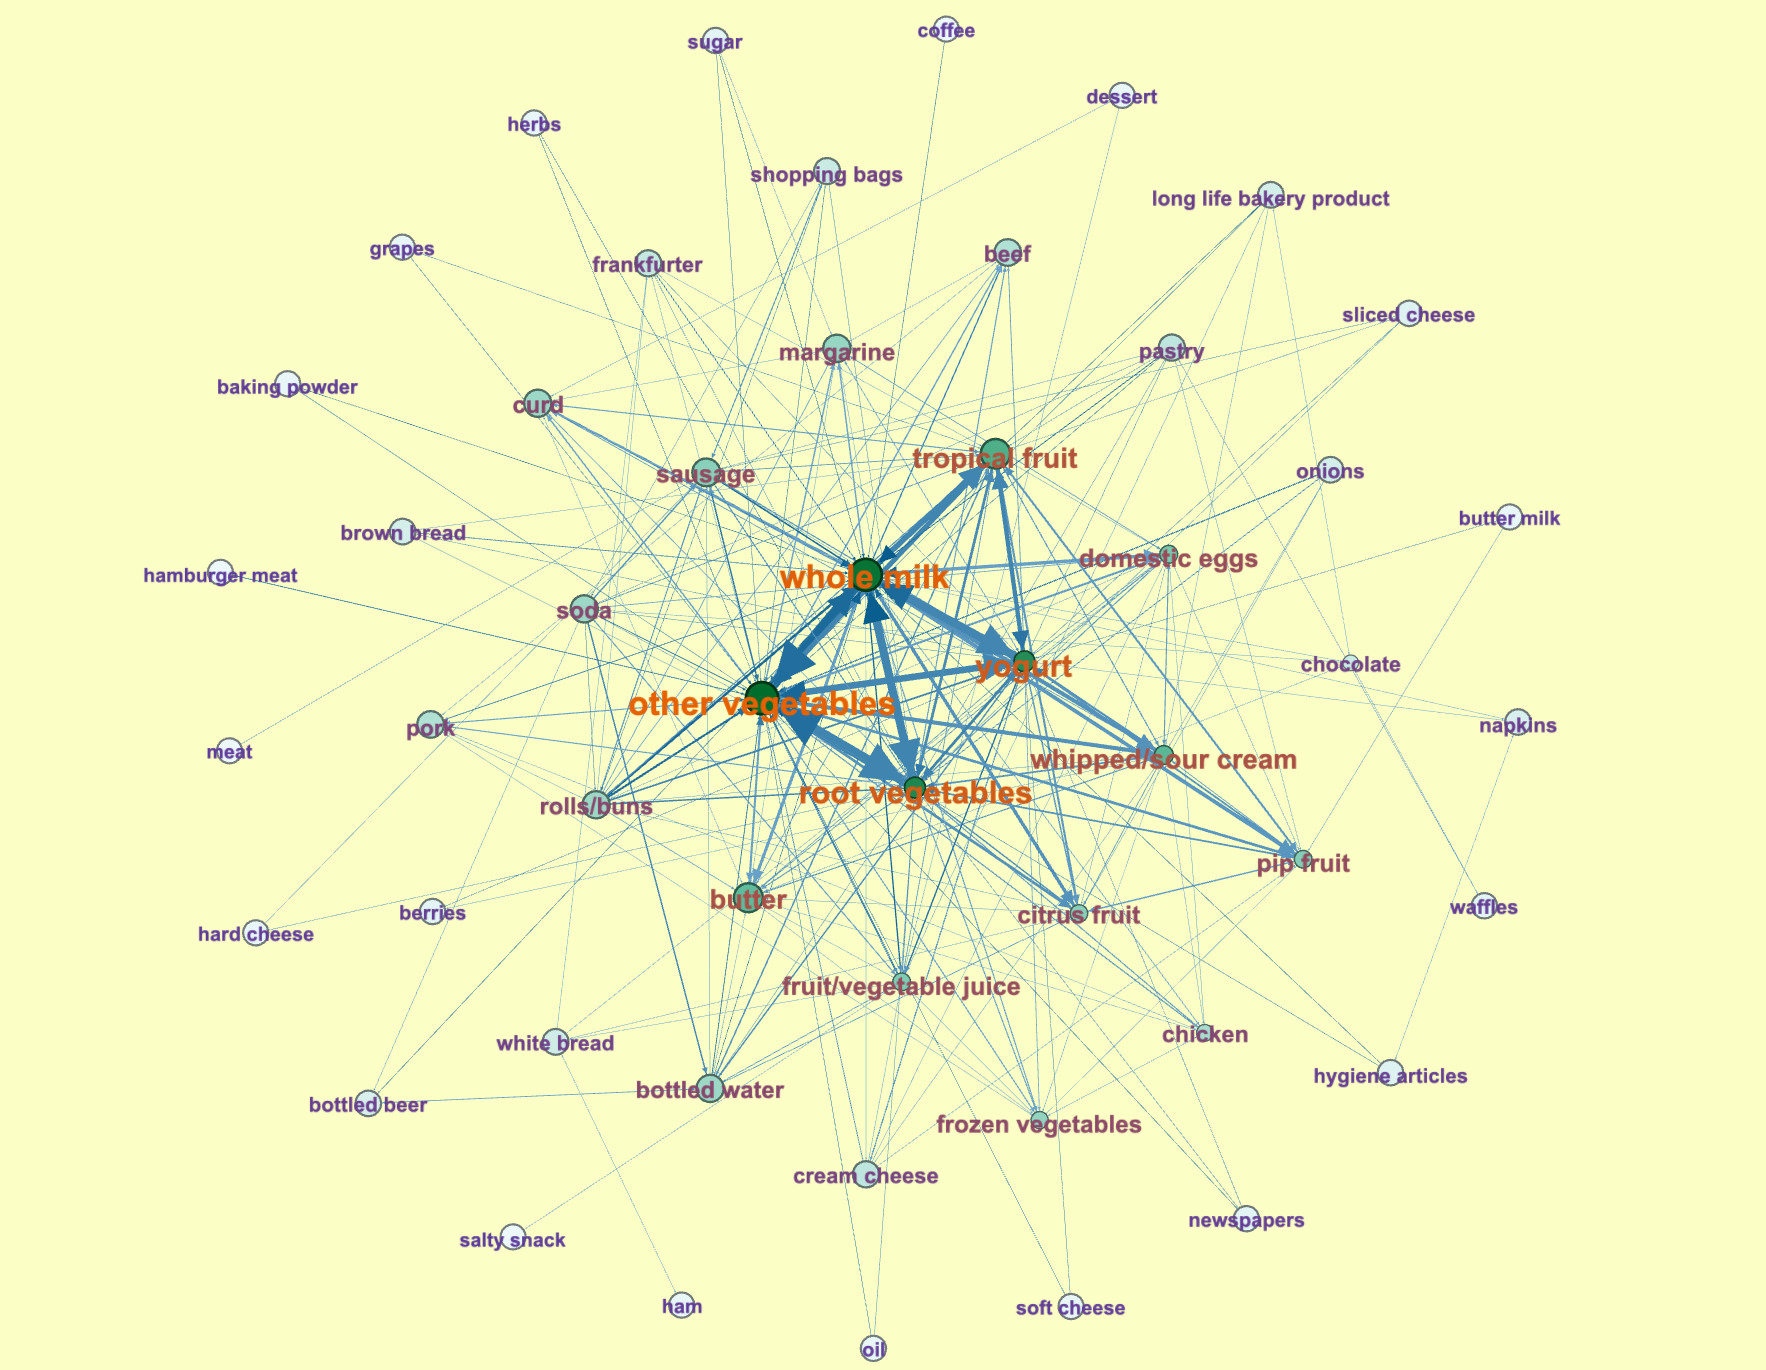 coffee
sugar
dessert
herbs
shopping bags
long life bakery product
grapes
beef
frankfurter
sliced cheese
margarine
pastry
baking powder
curd
tropical fruit
onions
sausage
butter milk
brown bread
domestic eggs
hamburger meat
whole milk
soda
chocolate
yogurt
other vegetables
napkins
pork
meat
whipped/sour cream
root vegetables
rolls/buns
pip fruit
butter
waffles
berries
citrus fruit
hard cheese
fruit/vegetable juice
chicken
white bread
hygiene articles
bottled water
bottled beer
frozen vegetables
cream cheese
newspapers
salty snack
ham
soft cheese
oil